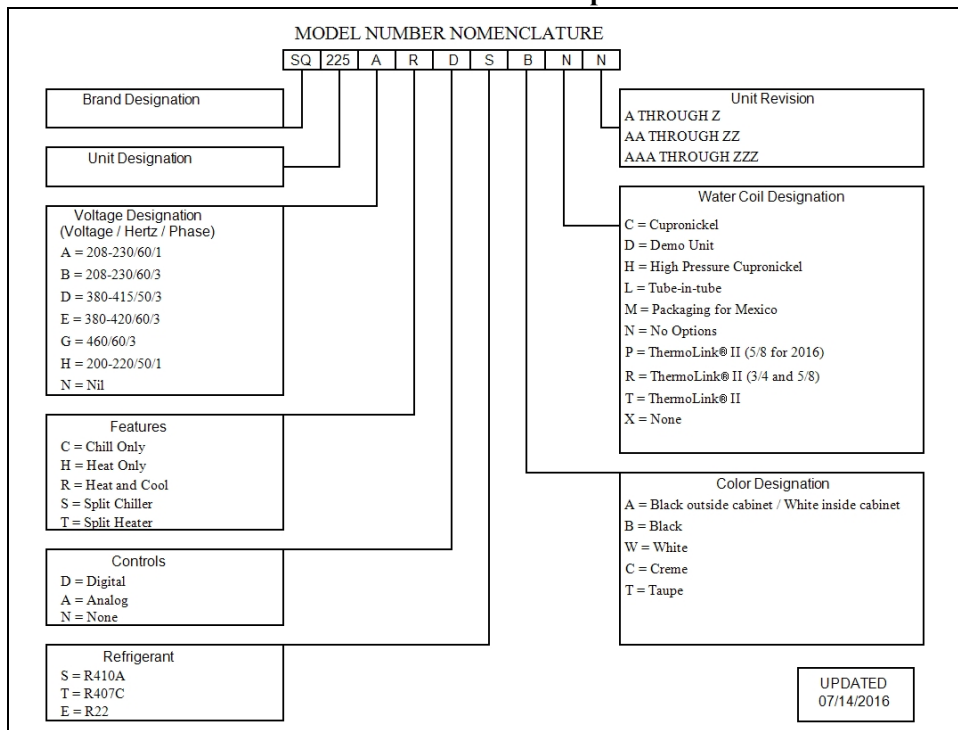 MODEL NUMBER NOMENCLATURE
SQ 225 A R D S B N N
Brand Designation
Unit Designation
Voltage Designation
(Voltage / Hertz / Phase)
A = 208-230/60/1
B = 208-230/60/3
D = 380-415/50/3
E = 380-420/60/3
G = 460/60/3
H = 200-220/50/1
N = Nil
Features
C = Chill Only
H = Heat Only
R = Heat and Cool
S = Split Chiller
T = Split Heater
Controls
D = Digital
A = Analog
N = None
Refrigerant
S = R410A
T = R407C
E = R22
Unit Revision
A THROUGH Z
AA THROUGH ZZ
AAA THROUGH ZZZ
Water Coil Designation
C = Cupronickel
D = Demo Unit
H = High Pressure Cupronickel
L = Tube-in-tube
M = Packaging for Mexico
N = No Options
P = ThermoLink® II (5/8 for 2016)
R = ThermoLink® II (3/4 and 5/8)
T = ThermoLink® II
X = None
Color Designation
A = Black outside cabinet / White inside cabinet
B = Black
W = White
C = Creme
T = Taupe
UPDATED
07/14/2016